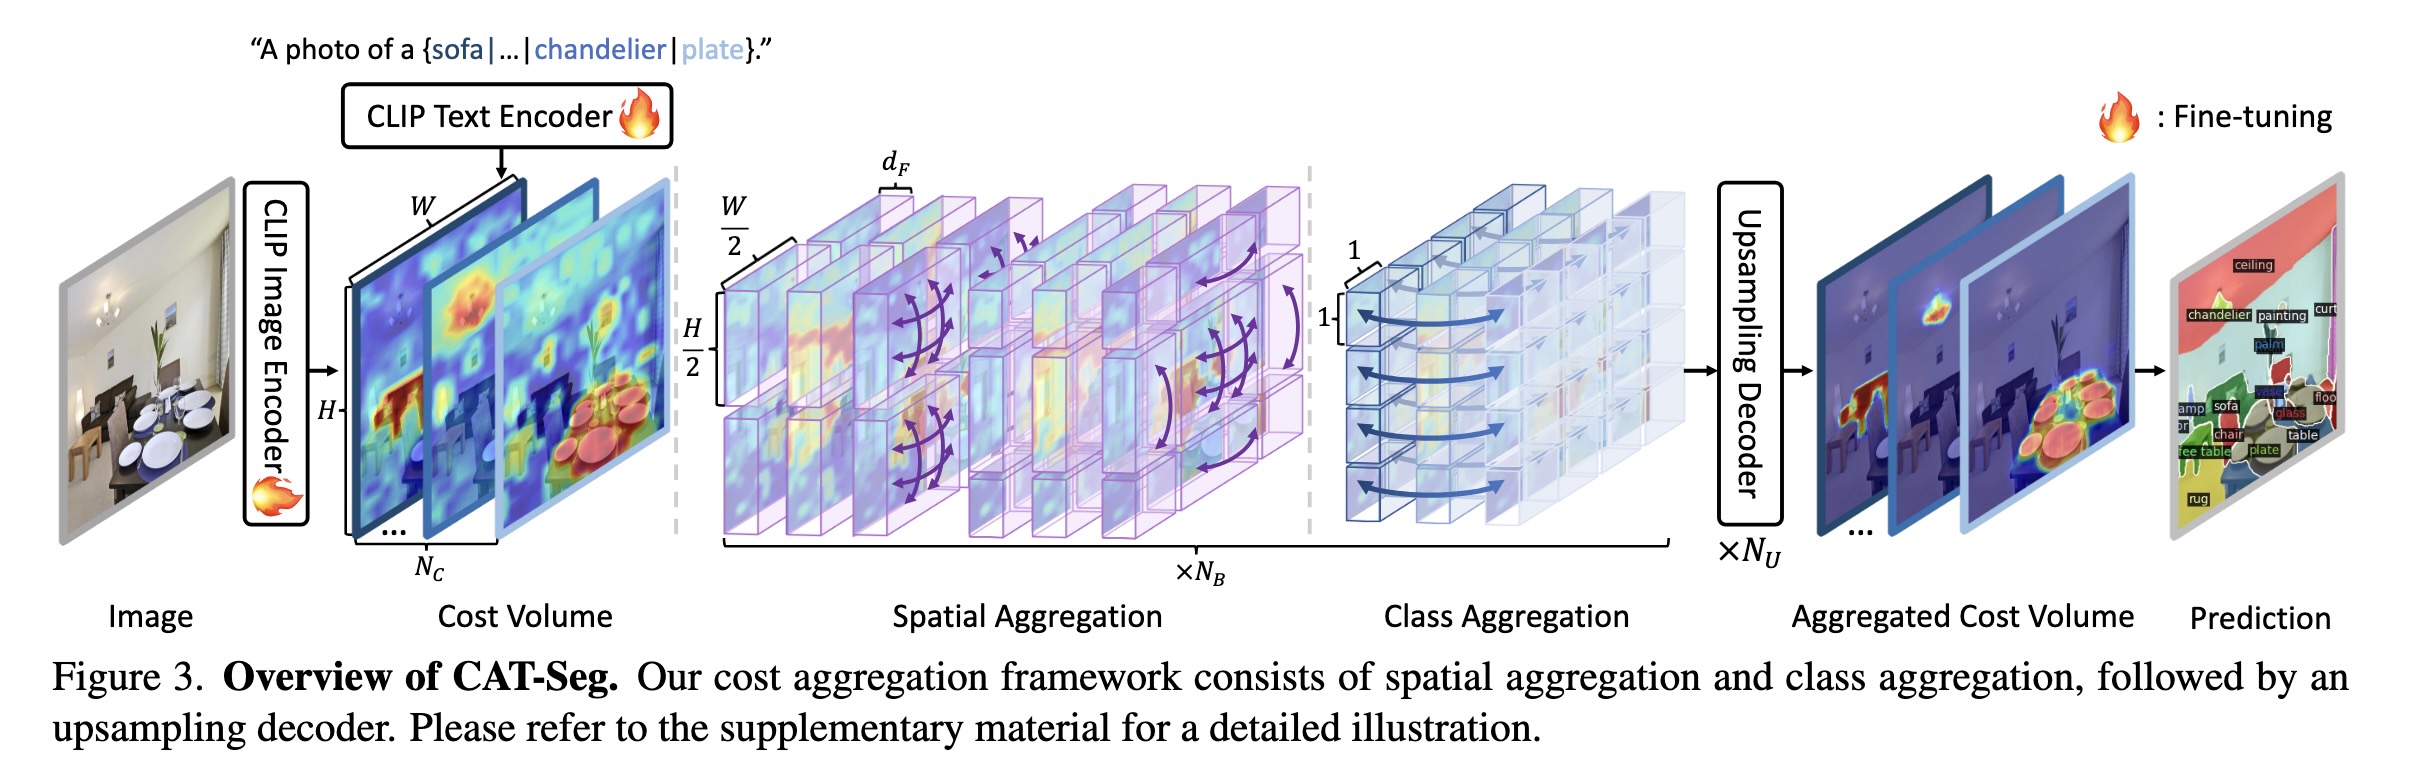 “A photo of a {sofa|...|chandelier|plate}.”
CLIP Text Encoder
: Fine-tuning
CLIP Image Encoder
W
H
...
N_C
d_F
W/2
H/2
1
1
×N_B
Upsampling Decoder
×N_U
...
ceiling
chandelier
painting
curt
palm
vase
floo
amp
sofa
glass
or
chair
table
fee table
plate
rug
Image
Cost Volume
Spatial Aggregation
Class Aggregation
Aggregated Cost Volume
Prediction
Figure 3. Overview of CAT-Seg. Our cost aggregation framework consists of spatial aggregation and class aggregation, followed by an
upsampling decoder. Please refer to the supplementary material for a detailed illustration.